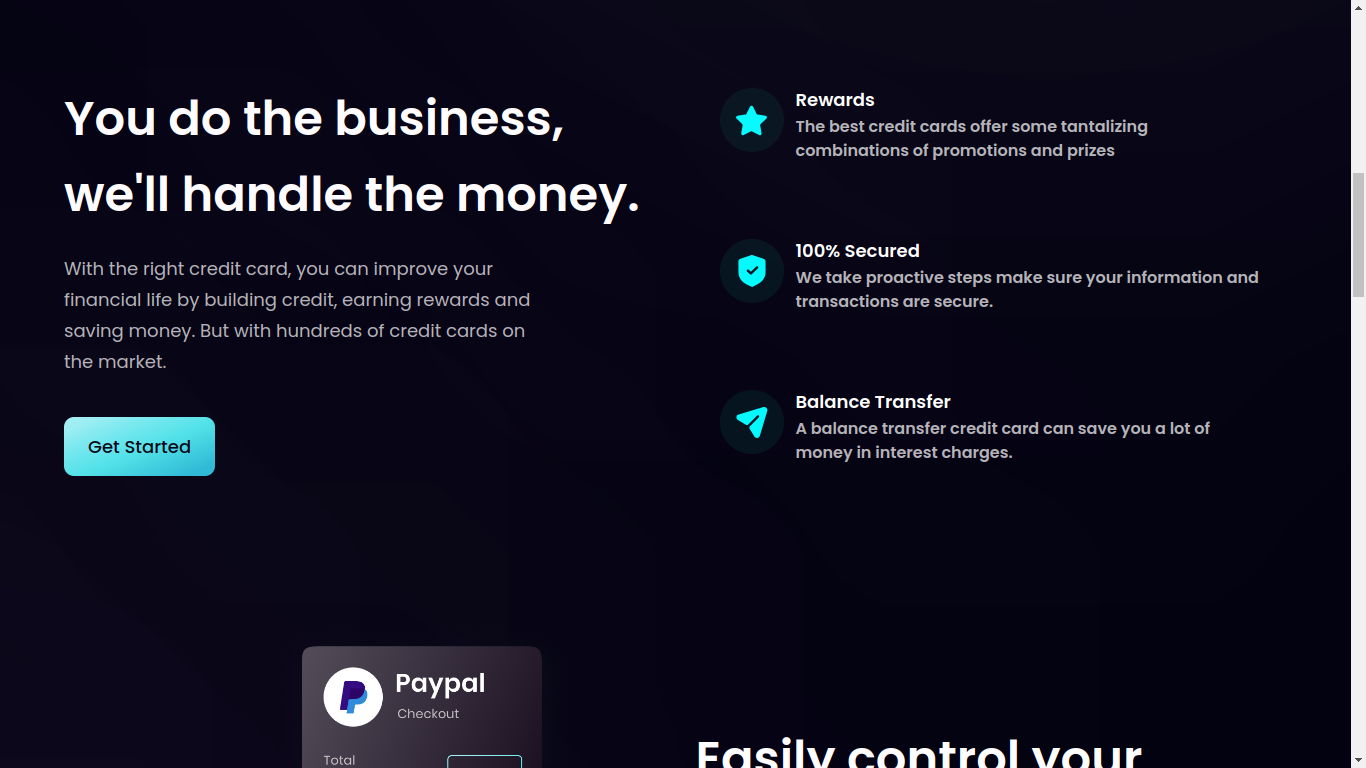 You do the business,
we'll handle the money.
With the right credit card, you can improve your
financial life by building credit, earning rewards and
saving money. But with hundreds of credit cards on
the market.
Get Started
Rewards
The best credit cards offer some tantalizing
combinations of promotions and prizes
100% Secured
We take proactive steps make sure your information and
transactions are secure.
Balance Transfer
A balance transfer credit card can save you a lot of
money in interest charges.
Paypal
Checkout
Total
Easily control your